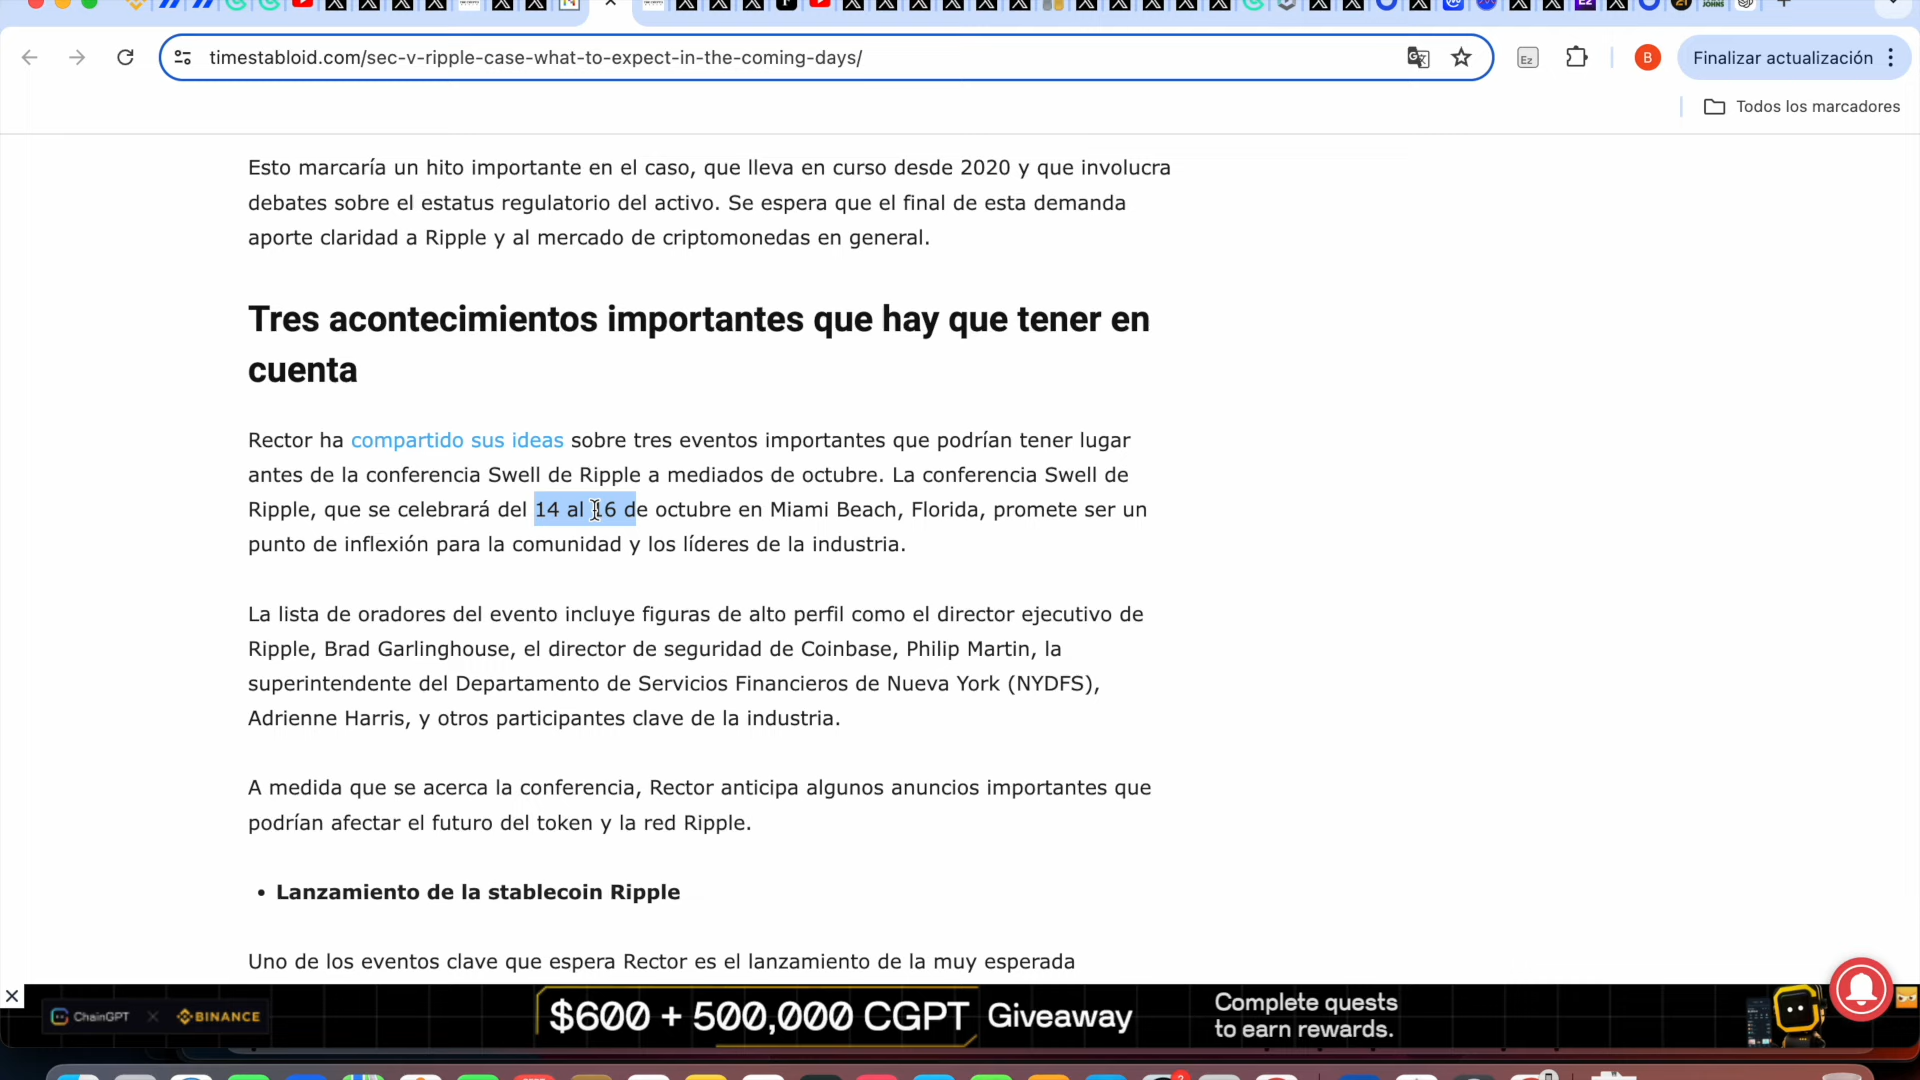 timestabloid.com/sec-v-ripple-case-what-to-expect-in-the-coming-days/
Ez
B
Finalizar actualización
Todos los marcadores
Esto marcaría un hito importante en el caso, que lleva en curso desde 2020 y que involucra
debates sobre el estatus regulatorio del activo. Se espera que el final de esta demanda
aporte claridad a Ripple y al mercado de criptomonedas en general.
Tres acontecimientos importantes que hay que tener en
cuenta
Rector ha compartido sus ideas sobre tres eventos importantes que podrían tener lugar
antes de la conferencia Swell de Ripple a mediados de octubre. La conferencia Swell de
Ripple, que se celebrará del 14 al 16 de octubre en Miami Beach, Florida, promete ser un
punto de inflexión para la comunidad y los líderes de la industria.
La lista de oradores del evento incluye figuras de alto perfil como el director ejecutivo de
Ripple, Brad Garlinghouse, el director de seguridad de Coinbase, Philip Martin, la
superintendente del Departamento de Servicios Financieros de Nueva York (NYDFS),
Adrienne Harris, y otros participantes clave de la industria.
A medida que se acerca la conferencia, Rector anticipa algunos anuncios importantes que
podrían afectar el futuro del token y la red Ripple.
• Lanzamiento de la stablecoin Ripple
Uno de los eventos clave que espera Rector es el lanzamiento de la muy esperada
ChainGPT × BINANCE
$600 + 500,000 CGPT Giveaway
Complete quests
to earn rewards.